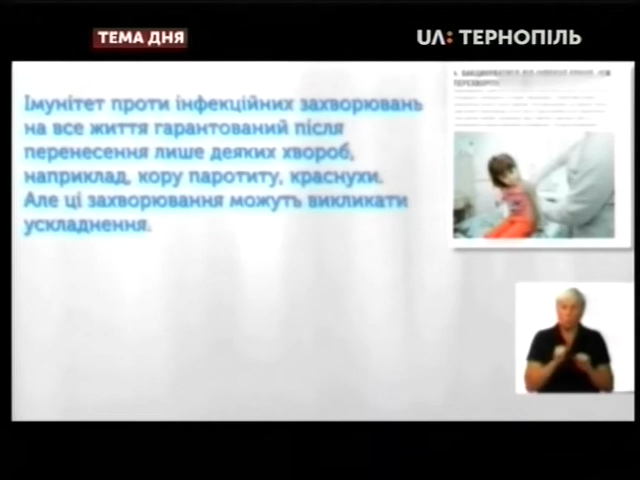 ТЕМА ДНЯ
UA: ТЕРНОПІЛЬ
Імунітет проти інфекційних захворювань
на все життя гарантований після
перенесення лише деяких хвороб,
наприклад, кору паротиту, краснухи.
Але ці захворювання можуть викликати
ускладнення.